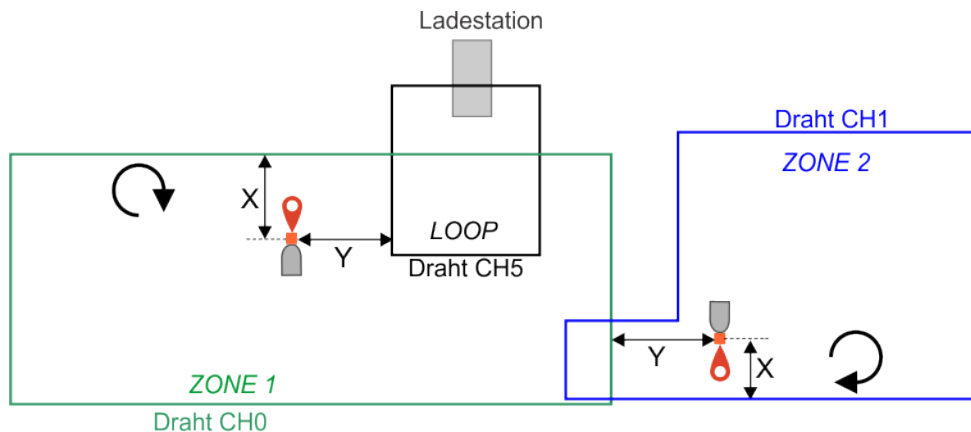 Ladestation
Draht CH1
ZONE 2
X
LOOP
Y
Draht CH5
Y
X
ZONE 1
Draht CH0